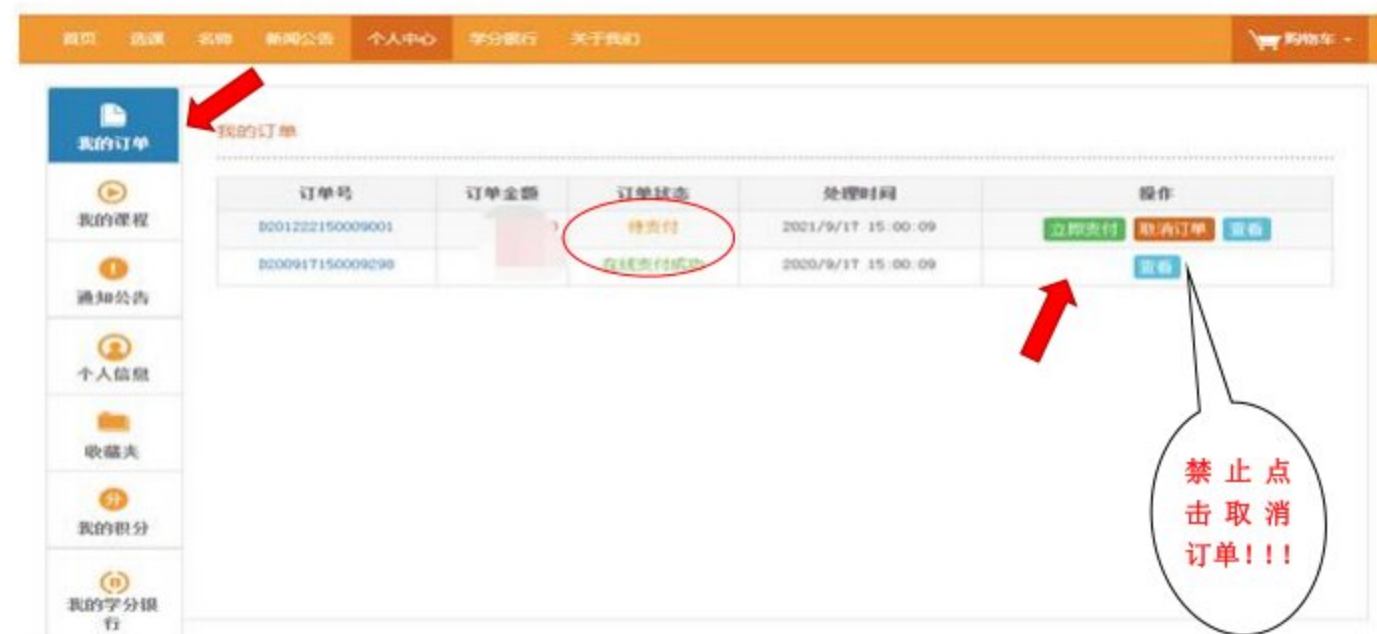 首页 选课 名师 新闻公告 个人中心 学分银行 关于我们 购物车
我的订单
我的课程
通知公告
个人信息
收藏夹
分
我的积分
我的学分银
行
我的订单
订单号 订单金额 订单状态 处理时间 操作
D201222150009001 待支付 2021/9/17 15:00:09 立即支付 取消订单 查看
D200917150009298 在线支付成功 2020/9/17 15:00:09 查看
禁止点
击取消
订单!!!